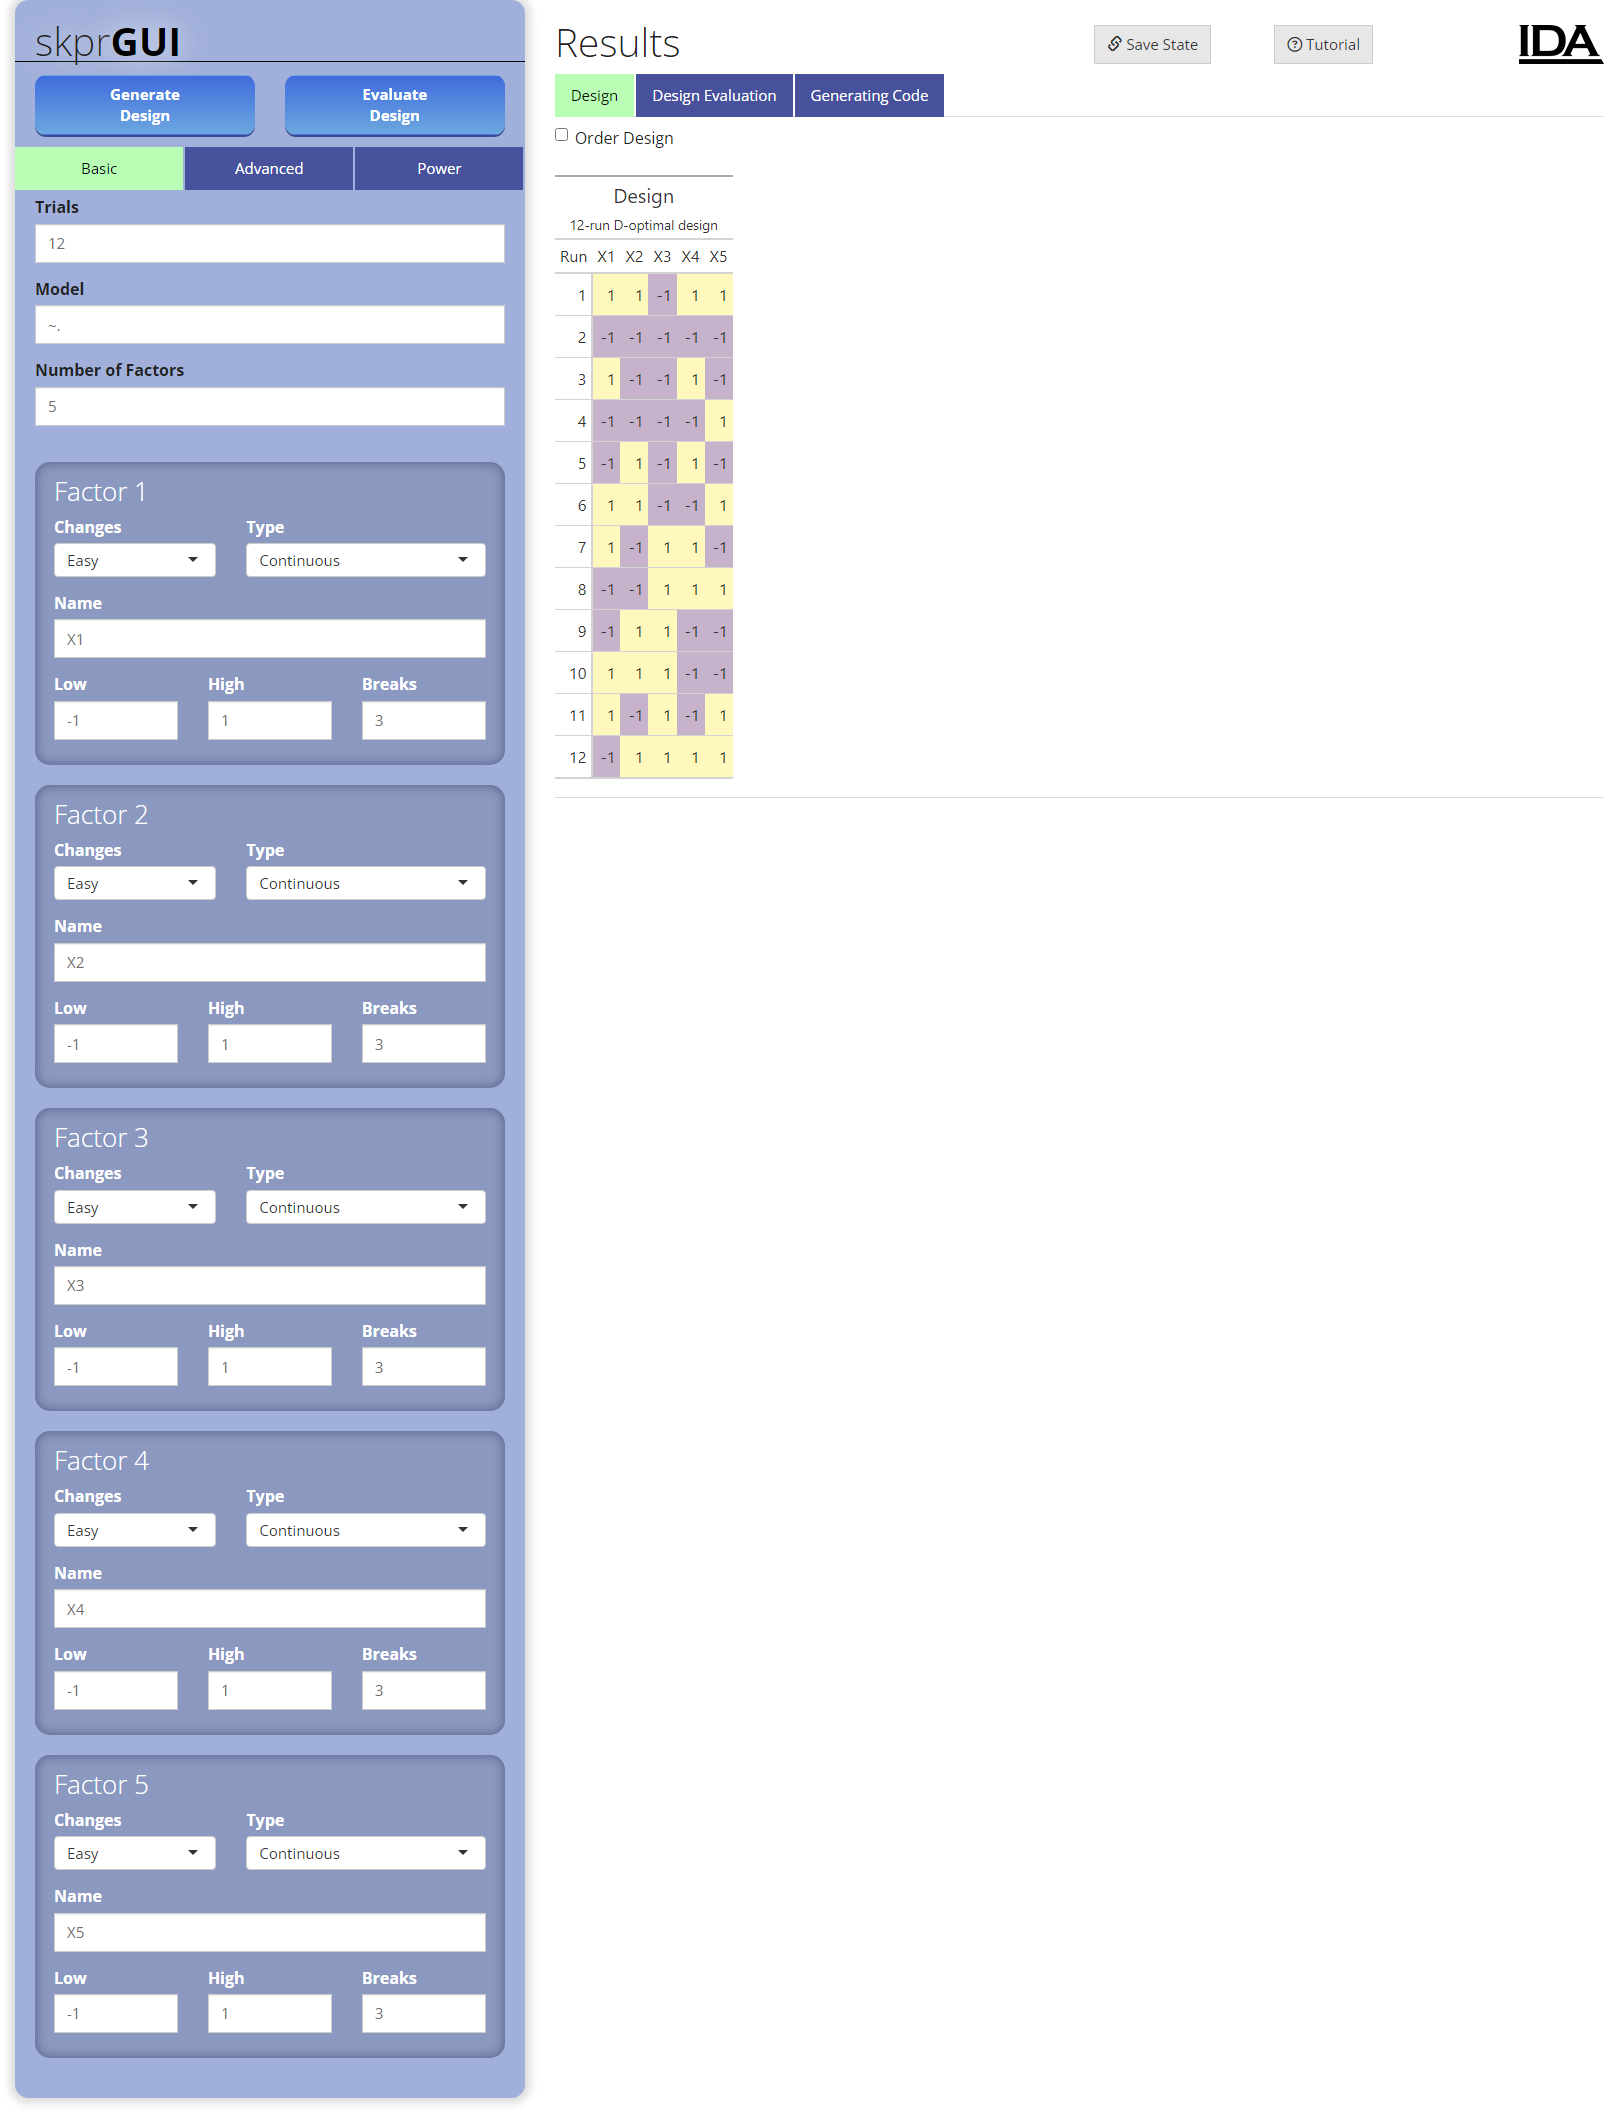 skprGUI
Generate Design
Evaluate Design
Basic Advanced Power
Trials
12
Model
~.
Number of Factors
5
Factor 1
Changes Type
Easy Continuous
Name
X1
Low High Breaks
-1 1 3
Factor 2
Changes Type
Easy Continuous
Name
X2
Low High Breaks
-1 1 3
Factor 3
Changes Type
Easy Continuous
Name
X3
Low High Breaks
-1 1 3
Factor 4
Changes Type
Easy Continuous
Name
X4
Low High Breaks
-1 1 3
Factor 5
Changes Type
Easy Continuous
Name
X5
Low High Breaks
-1 1 3
Results
Save State
Tutorial
IDA
Design Design Evaluation Generating Code
Order Design
Design
12-run D-optimal design
Run X1 X2 X3 X4 X5
1 1 1 -1 1 1
2 -1 -1 -1 -1 -1
3 1 -1 -1 1 -1
4 -1 -1 -1 -1 1
5 -1 1 -1 1 -1
6 1 1 -1 -1 1
7 1 -1 1 1 -1
8 -1 -1 1 1 1
9 -1 1 1 -1 -1
10 1 1 1 -1 -1
11 1 -1 1 -1 1
12 -1 1 1 1 1